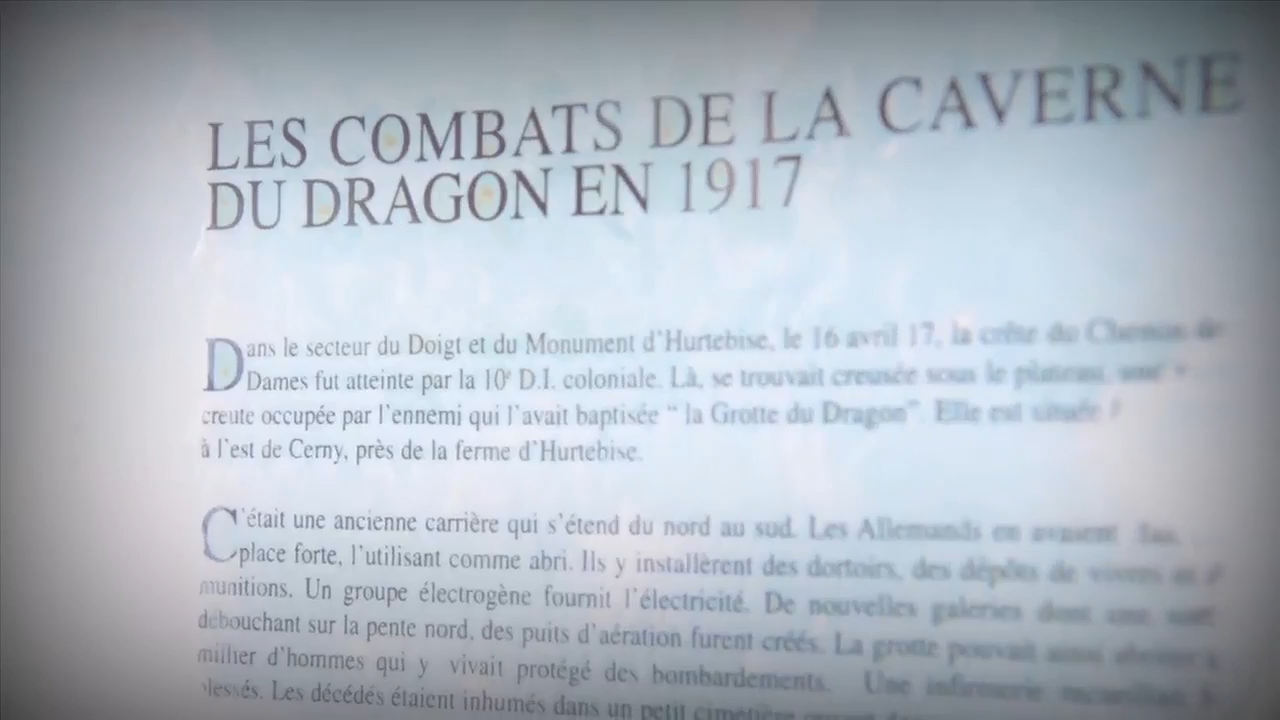 LES COMBATS DE LA CAVERNE
DU DRAGON EN 1917
Dans le secteur du Doigt et du Monument d'Hurtebise, le 16 avril 17, la crête du Chemin de
Dames fut atteinte par la 10e D.I. coloniale. Là, se trouvait creusée sous le plateau, une
creute occupée par l'ennemi qui l'avait baptisée " la Grotte du Dragon". Elle est située
à l'est de Cerny, près de la ferme d'Hurtebise.
C'était une ancienne carrière qui s'étend du nord au sud. Les Allemands en avaient
place forte, l'utilisant comme abri. Ils y installèrent des dortoirs, des dépôts de vivres et
munitions. Un groupe électrogène fournit l'électricité. De nouvelles galeries dont une
débouchant sur la pente nord, des puits d'aération furent créés. La grotte pouvait ainsi
millier d'hommes qui y vivait protégé des bombardements. Une infirmerie
blessés. Les décédés étaient inhumés dans un petit cimetière